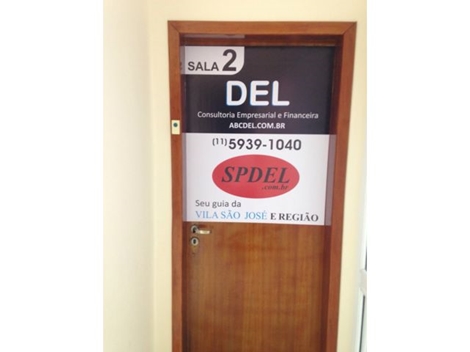 SALA 2
DEL
Consultoria Empresarial e Financeira
ABCDEL.COM.BR
(11) 5939-1040
SPDEL
.com.br
Seu guia da
VILA SÃO JOSÉ E REGIÃO